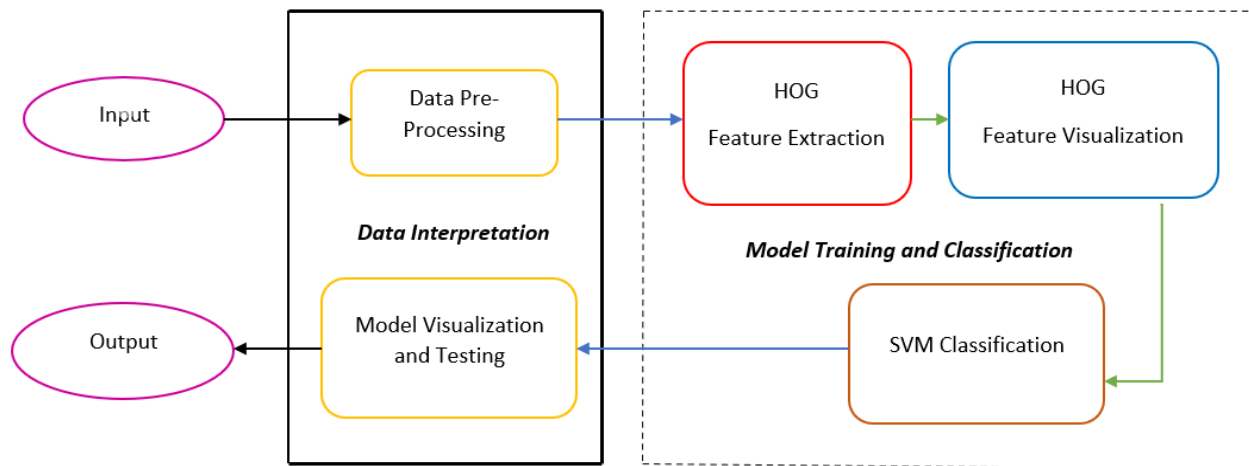 Input
Data Pre-
Processing
HOG
Feature Extraction
HOG
Feature Visualization
Data Interpretation
Model Training and Classification
Output
Model Visualization
and Testing
SVM Classification